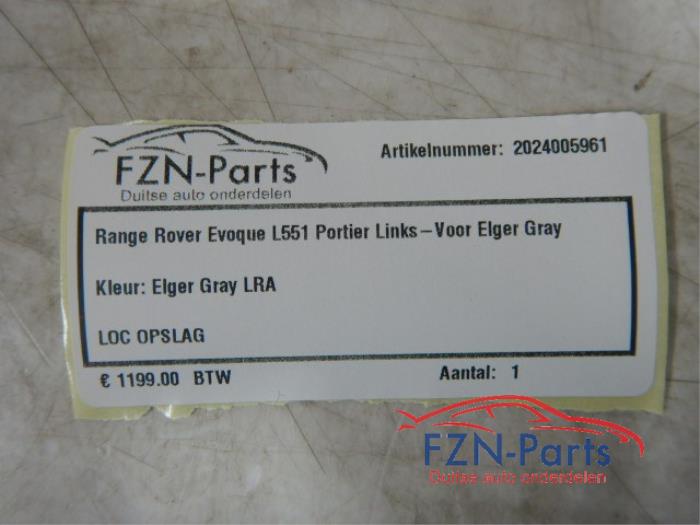 FZN-Parts
Duitse auto onderdelen
Artikelnummer: 2024005961
Range Rover Evoque L551 Portier Links-Voor Elger Gray
Kleur: Elger Gray LRA
LOC OPSLAG
€ 1199.00 BTW
Aantal: 1
FZN-Parts
Duitse auto onderdelen